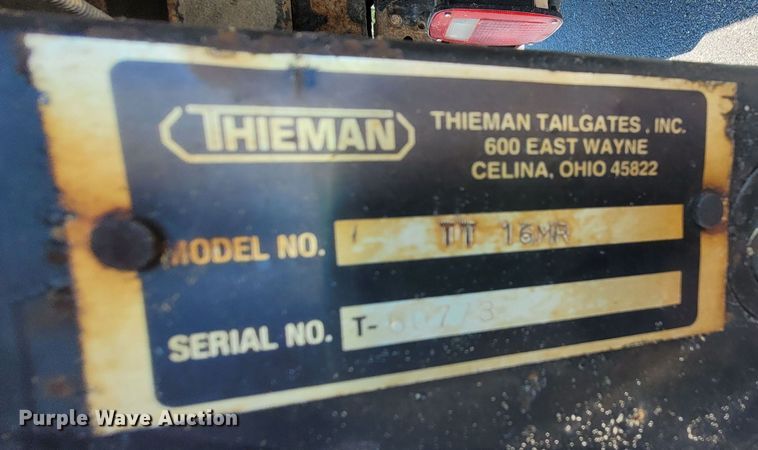 THIEMAN
THIEMAN TAILGATES, INC.
600 EAST WAYNE
CELINA, OHIO 45822
MODEL NO. TT 16MR
SERIAL NO. T-
Purple Wave Auction